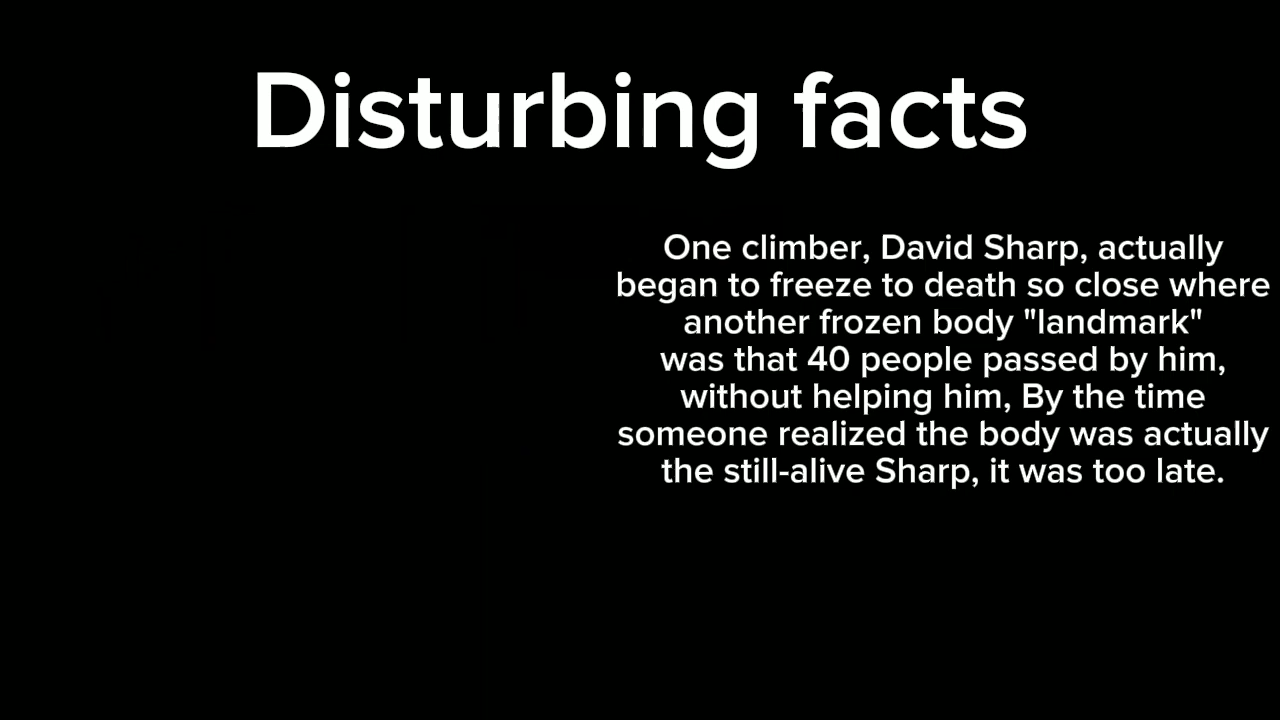 Disturbing facts
One climber, David Sharp, actually
began to freeze to death so close where
another frozen body "landmark"
was that 40 people passed by him,
without helping him, By the time
someone realized the body was actually
the still-alive Sharp, it was too late.